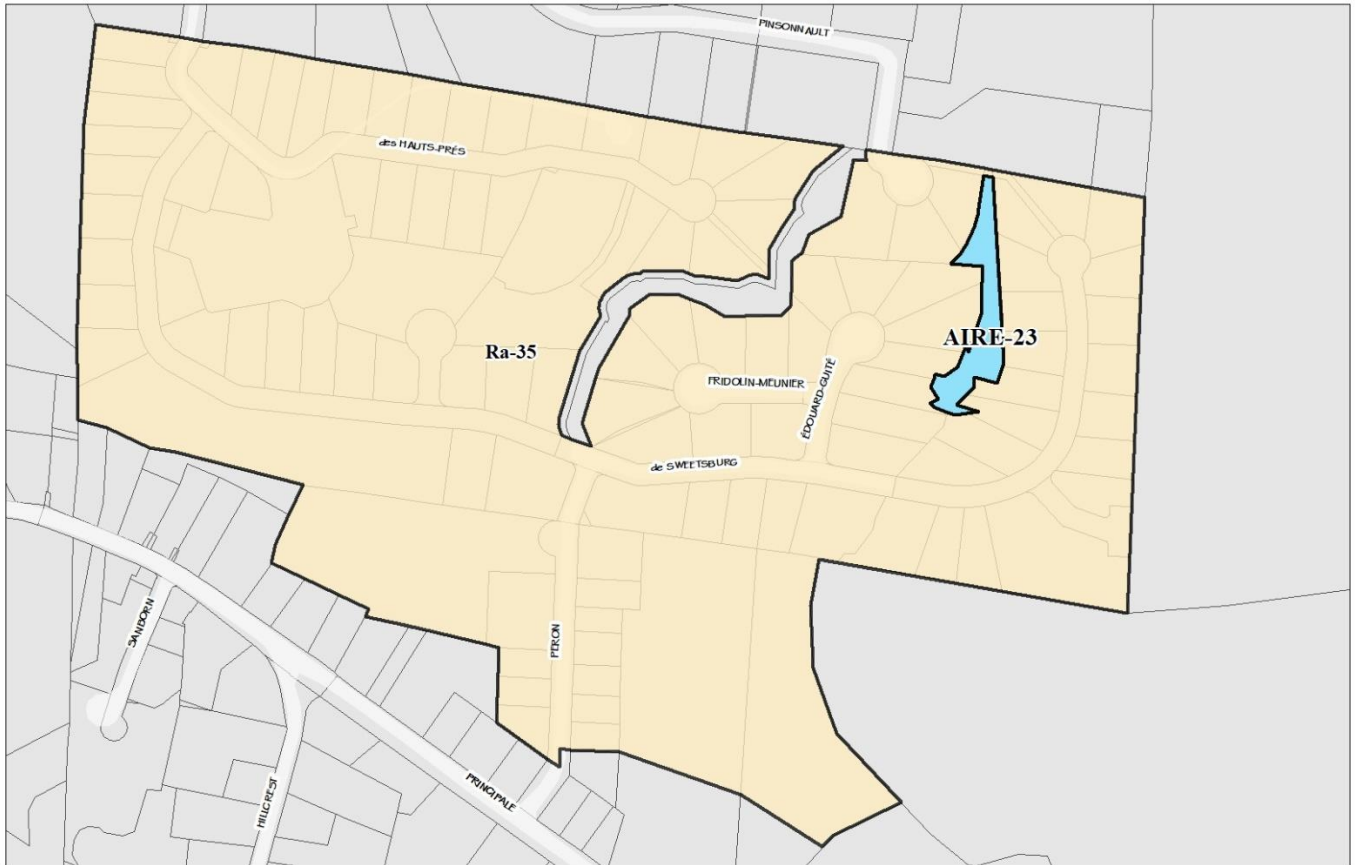 PINSONNAULT
des HAUTS-PRÉS
Ra-35
AIRE-23
FRIDOLIN-MEUNIER
ÉDOUARD-GUITÉ
de SWEETSBURG
SANBORN
PERON
PRINCIPALE
HILLCREST